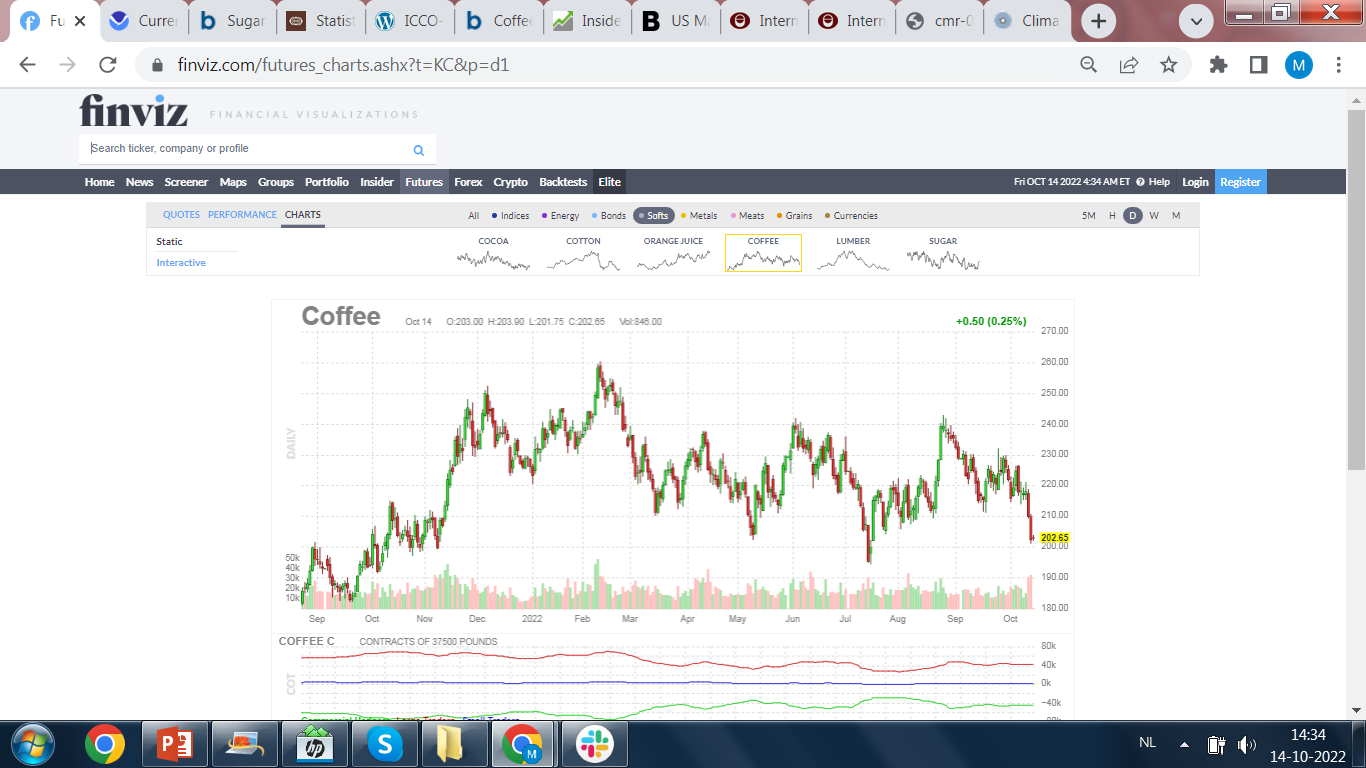 Fu
Currer
Sugar
Statist
ICCO-
Coffee
Inside
US Ma
Intern
Intern
cmr-0
Clima
finviz.com/futures_charts.ashx?t=KC&p=d1
M
finviz FINANCIAL VISUALIZATIONS
Search ticker, company or profile
Home News Screener Maps Groups Portfolio Insider Futures Forex Crypto Backtests Elite Fri OCT 14 2022 4:34 AM ET Help Login Register
QUOTES PERFORMANCE CHARTS All Indices Energy Bonds Softs Metals Meats Grains Currencies 5M H D W M
Static
Interactive
COCOA COTTON ORANGE JUICE COFFEE LUMBER SUGAR
Coffee Oct 14 O:203.00 H:203.90 L:201.75 C:202.65 Vol:846.00 +0.50 (0.25%)
270.00
260.00
250.00
240.00
DAILY
230.00
220.00
210.00
202.65
200.00
190.00
180.00
50k
40k
30k
20k
10k
Sep Oct Nov Dec 2022 Feb Mar Apr May Jun Jul Aug Sep Oct
COFFEE C CONTRACTS OF 37500 POUNDS
80k
40k
COT
0k
−40k
HP
M
NL
14:34
14-10-2022